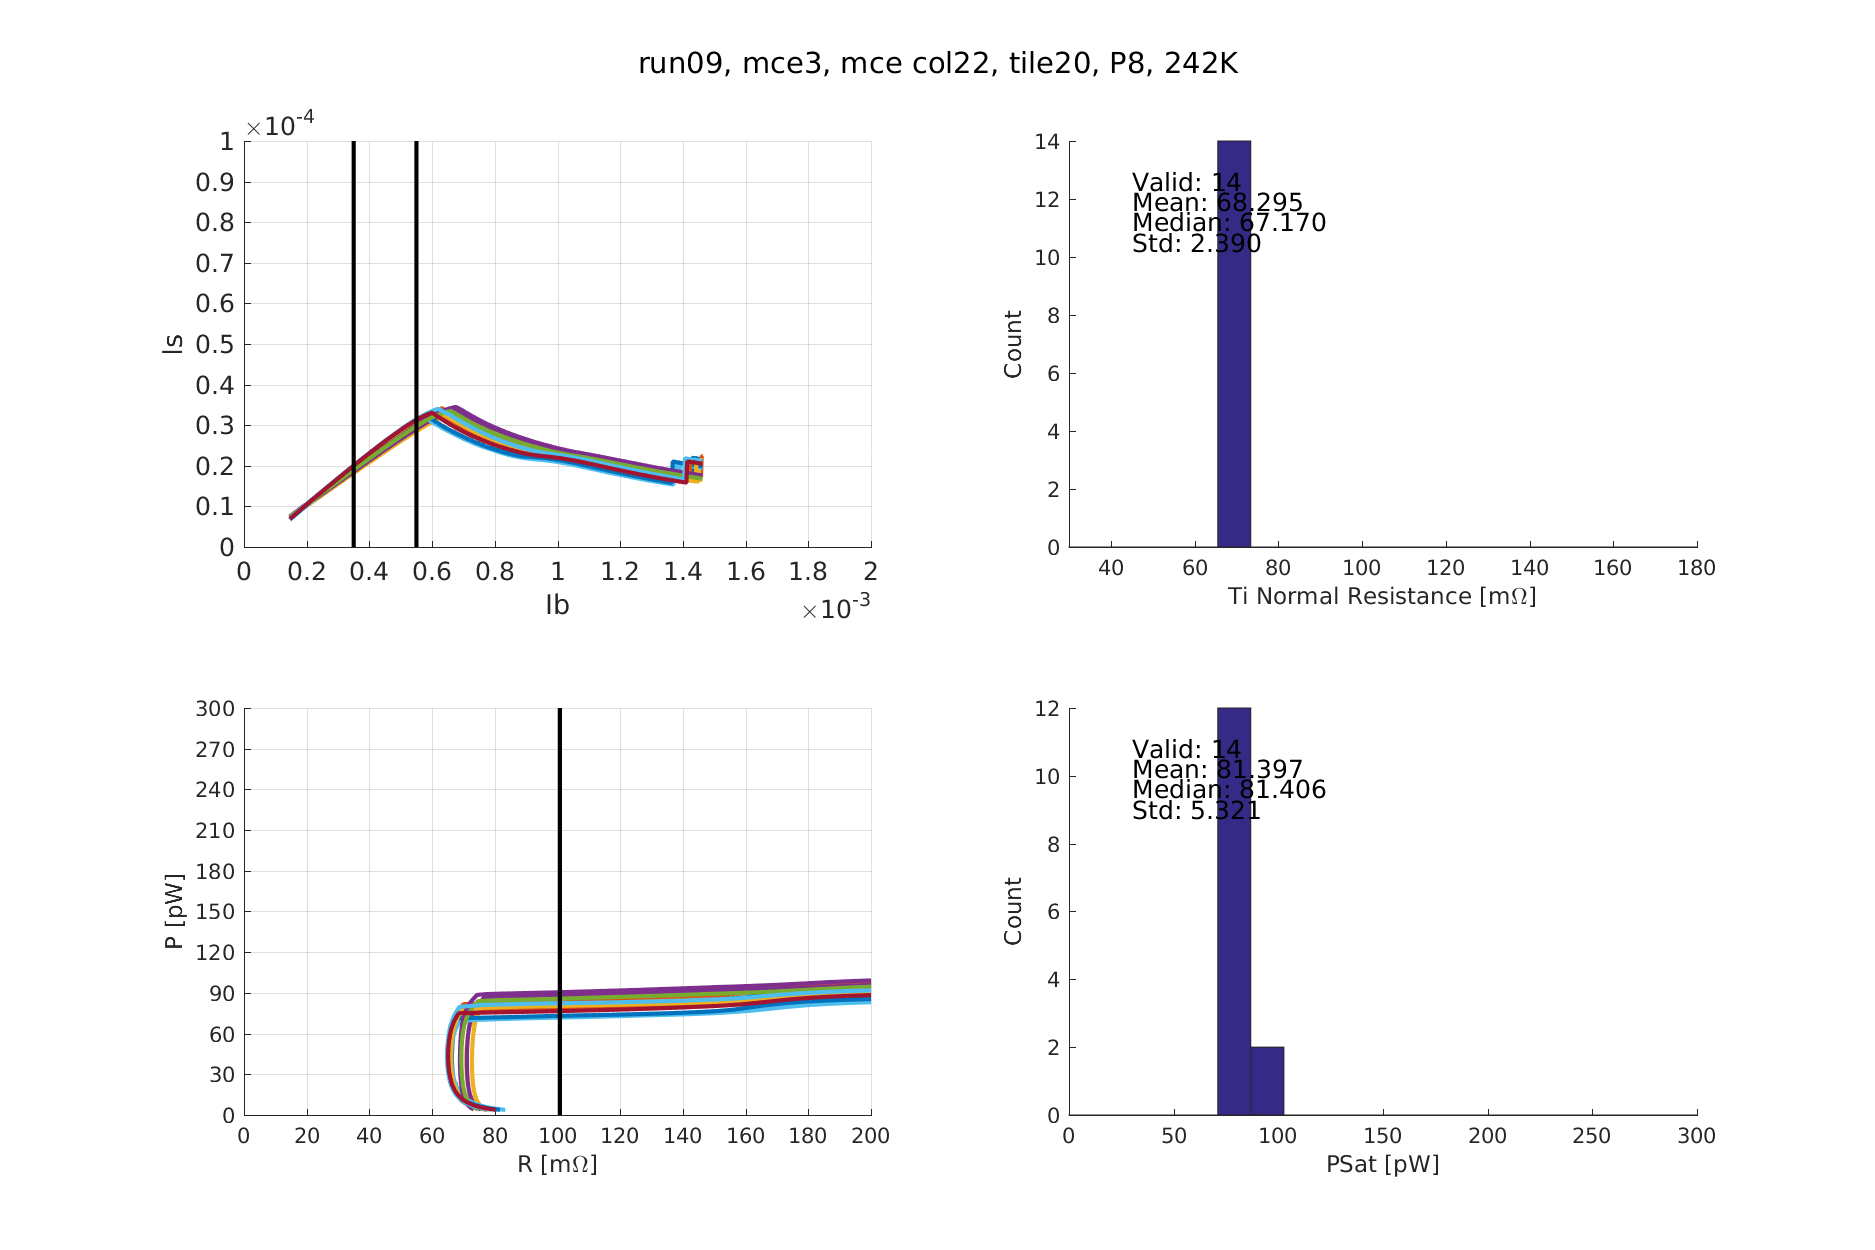 run09, mce3, mce col22, tile20, P8, 242K
×10-4
1
0.9
0.8
0.7
0.6
0.5
0.4
0.3
0.2
0.1
0
Is
0 0.2 0.4 0.6 0.8 1 1.2 1.4 1.6 1.8 2
Ib
×10-3
14
12
10
8
6
4
2
0
Count
Valid: 14
Mean: 68.295
Median: 67.170
Std: 2.390
40 60 80 100 120 140 160 180
Ti Normal Resistance [mΩ]
300
270
240
210
180
150
120
90
60
30
0
P [pW]
0 20 40 60 80 100 120 140 160 180 200
R [mΩ]
12
10
8
6
4
2
0
Count
Valid: 14
Mean: 81.397
Median: 81.406
Std: 5.321
0 50 100 150 200 250 300
PSat [pW]